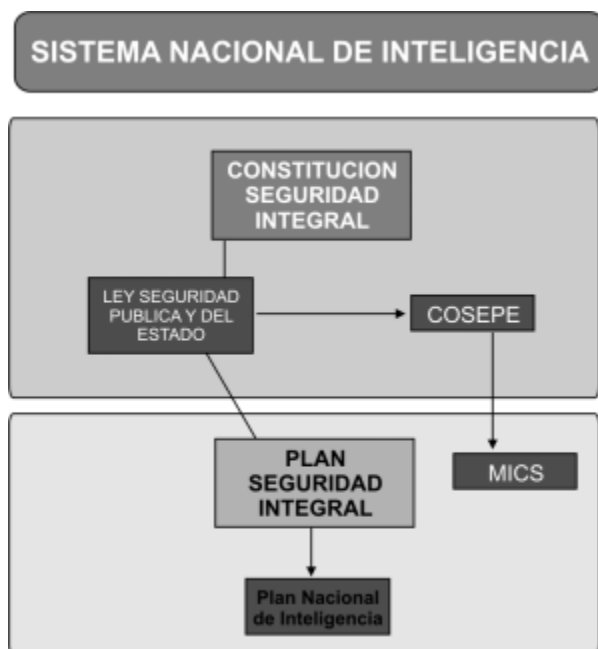 SISTEMA NACIONAL DE INTELIGENCIA
CONSTITUCION
SEGURIDAD
INTEGRAL
LEY SEGURIDAD
PUBLICA Y DEL
ESTADO
COSEPE
PLAN
SEGURIDAD
INTEGRAL
MICS
Plan Nacional
de Inteligencia